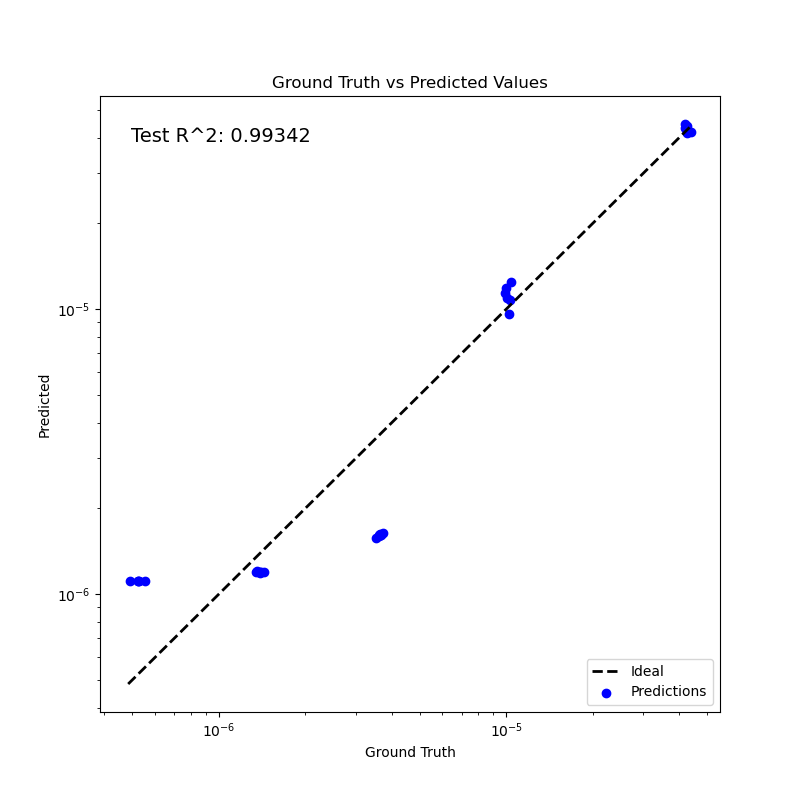 Ground Truth vs Predicted Values
Test R^2: 0.99342
10⁻⁵
10⁻⁶
Predicted
10⁻⁶
10⁻⁵
Ground Truth
Ideal
Predictions